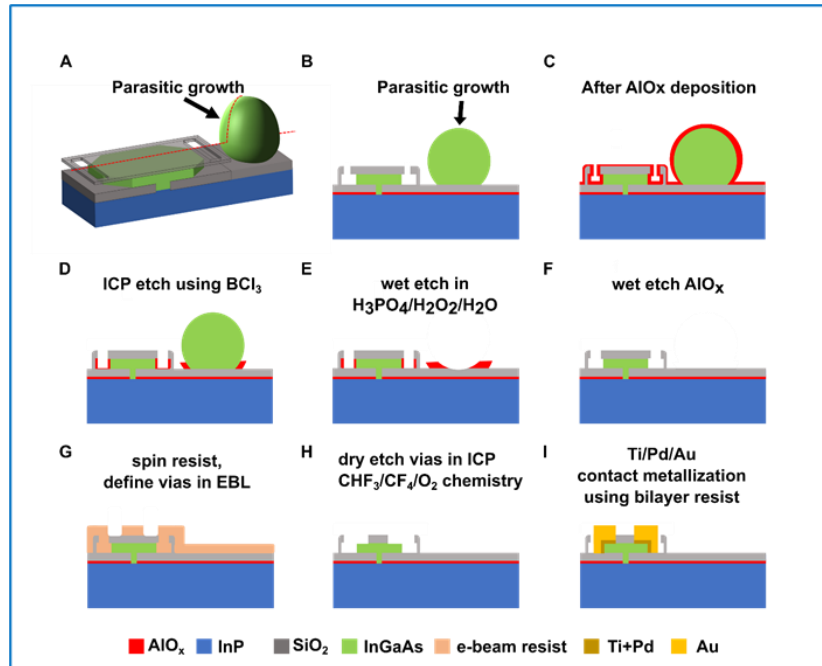 A
Parasitic growth
B
Parasitic growth
C
After AlOx deposition
D
ICP etch using BCl₃
E
wet etch in
H₃PO₄/H₂O₂/H₂O
F
wet etch AlOₓ
G
spin resist,
define vias in EBL
H
dry etch vias in ICP
CHF₃/CF₄/O₂ chemistry
I
Ti/Pd/Au
contact metallization
using bilayer resist
AlOₓ InP SiO₂ InGaAs e-beam resist Ti+Pd Au